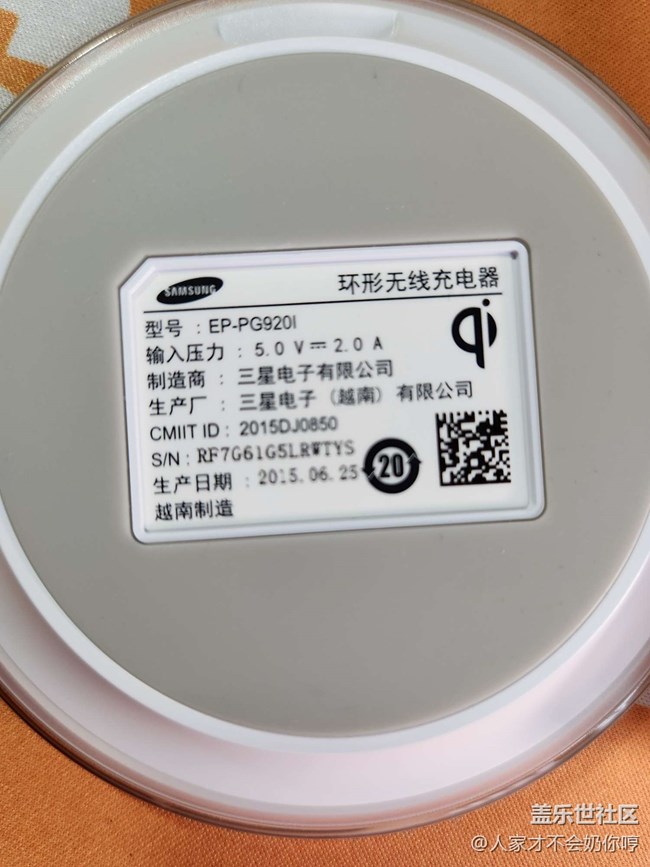 SAMSUNG
环形无线充电器
型号：EP-PG920I
输入压力：5.0 V⎓2.0 A
制造商：三星电子有限公司
生产厂：三星电子（越南）有限公司
CMIIT ID：2015DJ0850
S/N：RF7G61G5LRWTYS
生产日期：2015.06.25
越南制造
qi
20
盖乐世社区
@人家才不会奶你哼